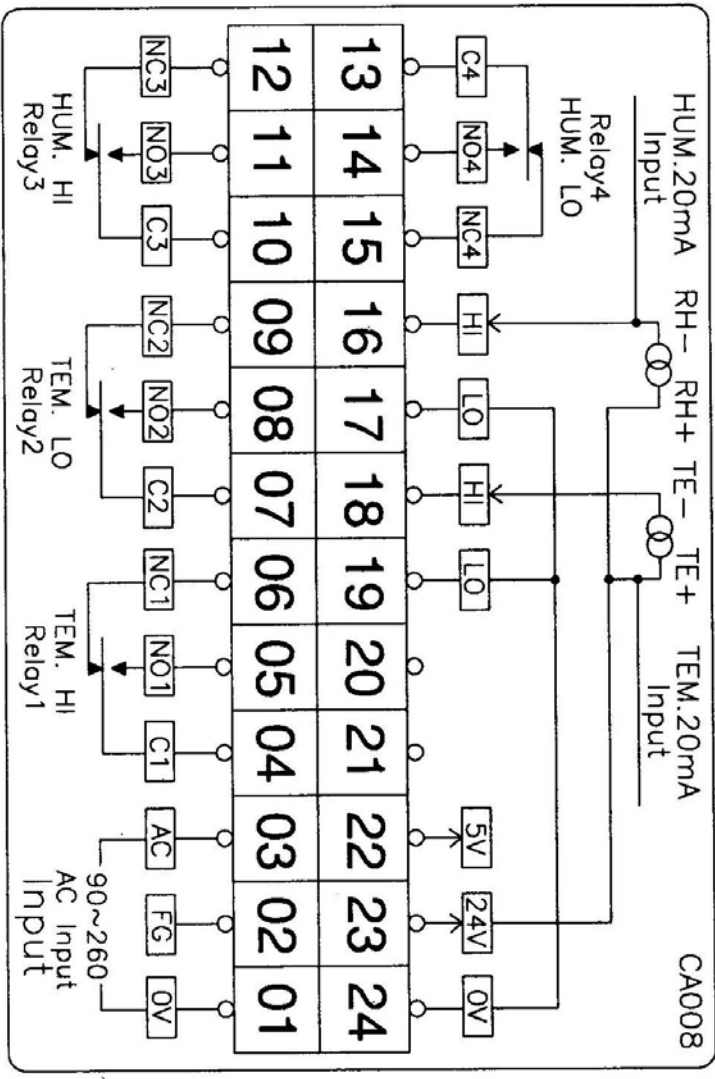 CA008
HUM.20mA RH- RH+ TE- TE+ TEM.20mA
Input Input
Relay4
HUM. LO
C4 NO4 NC4 HI LO HI LO 5V 24V 0V
13 14 15 16 17 18 19 20 21 22 23 24
12 11 10 09 08 07 06 05 04 03 02 01
NC3 NO3 C3 NC2 NO2 C2 NC1 NO1 C1 AC FG 0V
90~260
HUM. HI TEM. LO TEM. HI AC Input
Relay3 Relay2 Relay1 Input